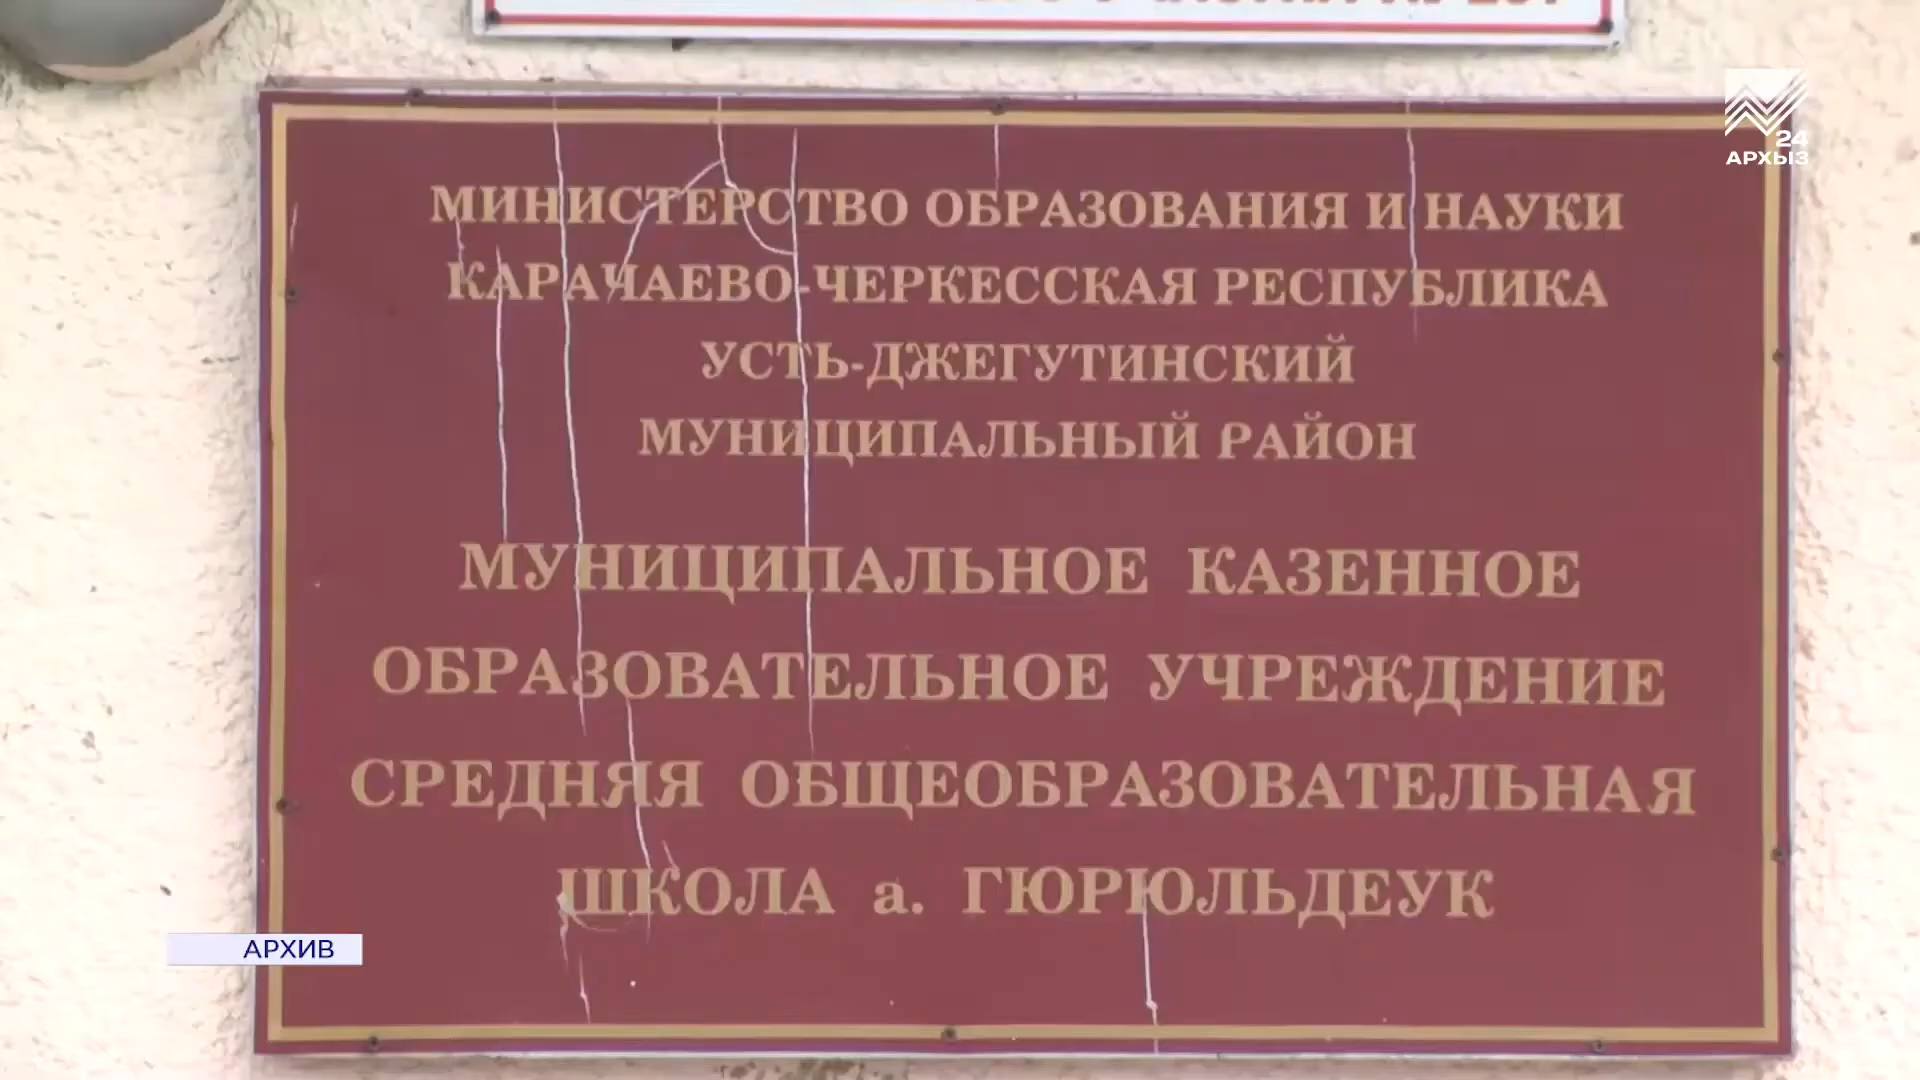 24
АРХЫЗ
МИНИСТЕРСТВО ОБРАЗОВАНИЯ И НАУКИ
КАРАЧАЕВО-ЧЕРКЕССКАЯ РЕСПУБЛИКА
УСТЬ-ДЖЕГУТИНСКИЙ
МУНИЦИПАЛЬНЫЙ РАЙОН
МУНИЦИПАЛЬНОЕ КАЗЕННОЕ
ОБРАЗОВАТЕЛЬНОЕ УЧРЕЖДЕНИЕ
СРЕДНЯЯ ОБЩЕОБРАЗОВАТЕЛЬНАЯ
ШКОЛА а. ГЮРЮЛЬДЕУК
АРХИВ